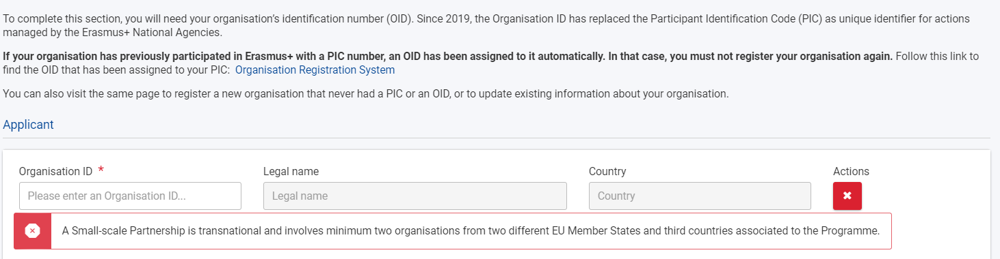 To complete this section, you will need your organisation’s identification number (OID). Since 2019, the Organisation ID has replaced the Participant Identification Code (PIC) as unique identifier for actions
managed by the Erasmus+ National Agencies.
If your organisation has previously participated in Erasmus+ with a PIC number, an OID has been assigned to it automatically. In that case, you must not register your organisation again. Follow this link to
find the OID that has been assigned to your PIC: Organisation Registration System
You can also visit the same page to register a new organisation that never had a PIC or an OID, or to update existing information about your organisation.
Applicant
Organisation ID * Legal name Country Actions
Please enter an Organisation ID... Legal name Country
A Small-scale Partnership is transnational and involves minimum two organisations from two different EU Member States and third countries associated to the Programme.